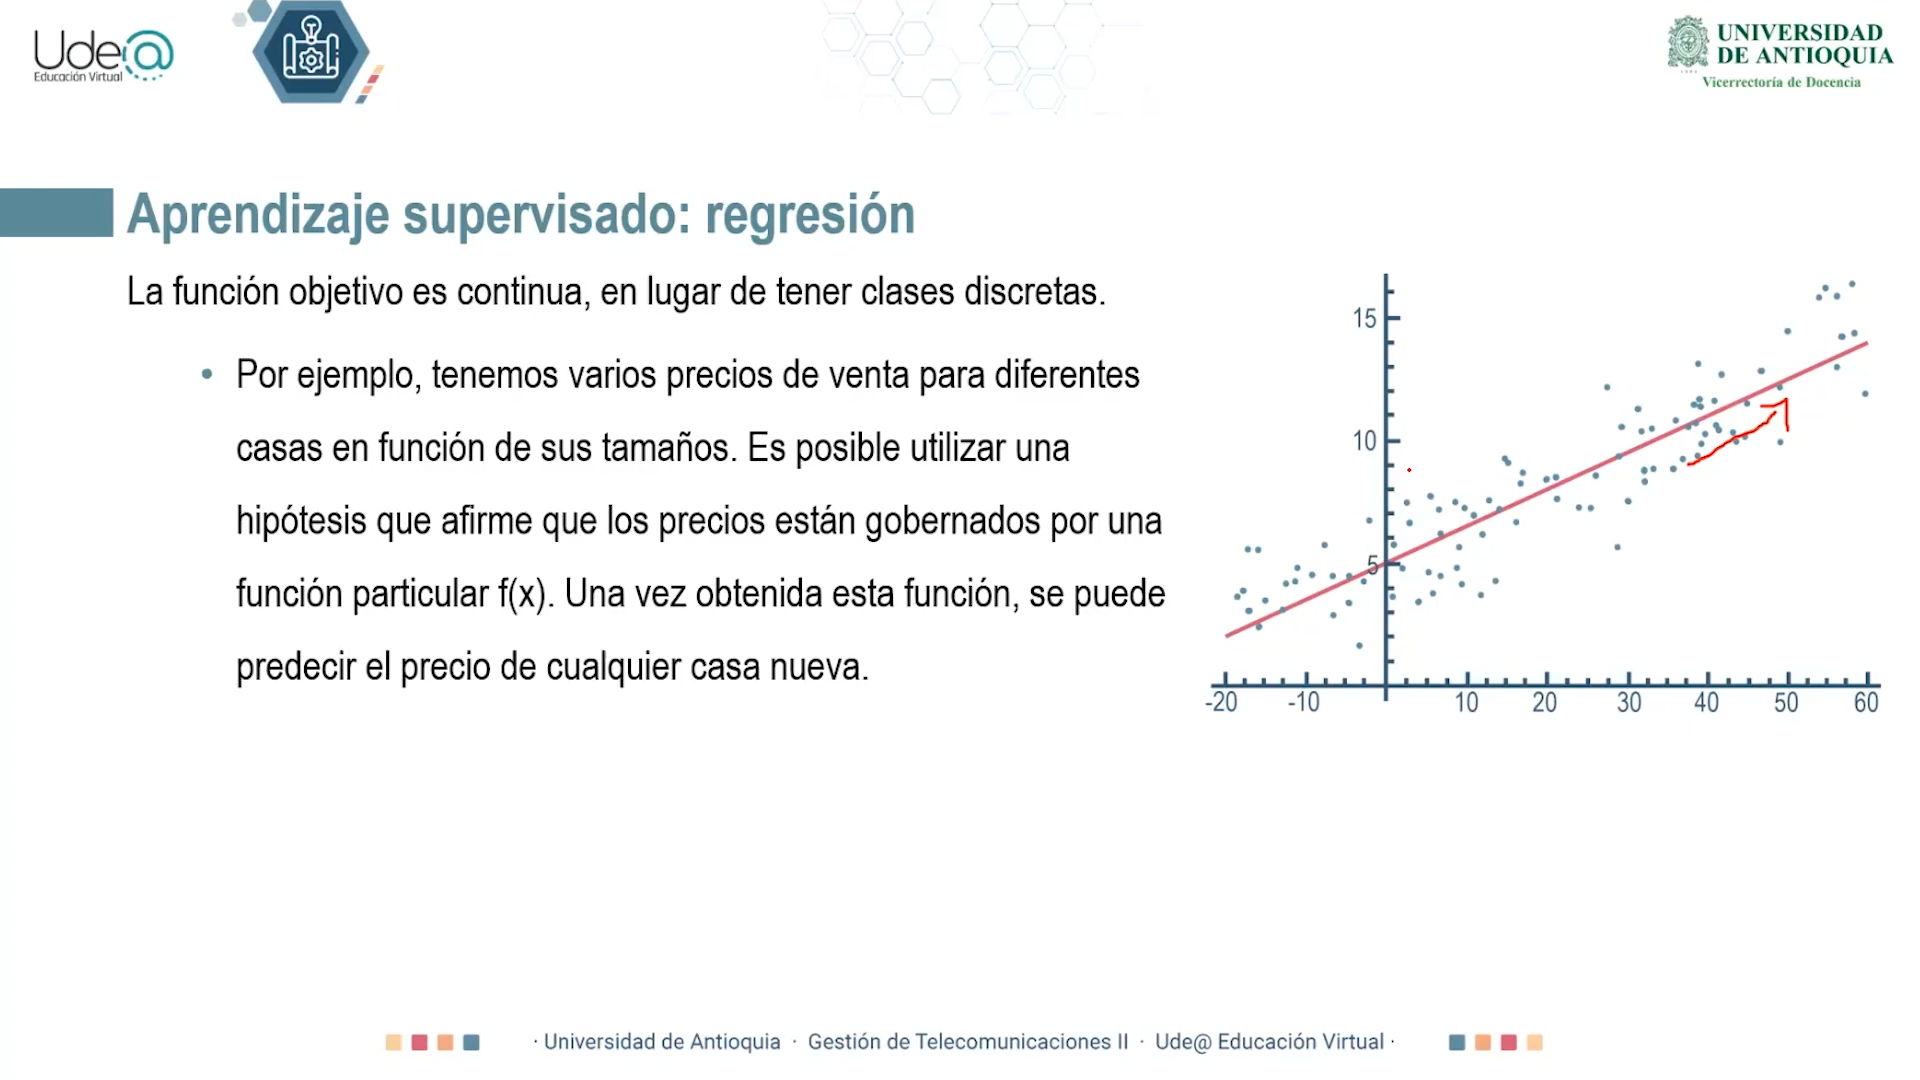 Ude@
Educación Virtual
UNIVERSIDAD
DE ANTIOQUIA
Vicerrectoría de Docencia
Aprendizaje supervisado: regresión
La función objetivo es continua, en lugar de tener clases discretas.
• Por ejemplo, tenemos varios precios de venta para diferentes
casas en función de sus tamaños. Es posible utilizar una
hipótesis que afirme que los precios están gobernados por una
función particular f(x). Una vez obtenida esta función, se puede
predecir el precio de cualquier casa nueva.
15
10
5
-20 -10 10 20 30 40 50 60
· Universidad de Antioquia · Gestión de Telecomunicaciones II · Ude@ Educación Virtual ·